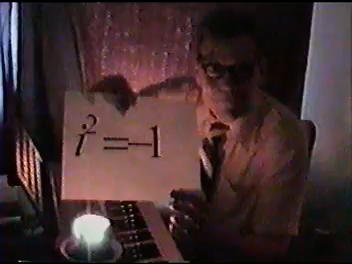 i² = -1